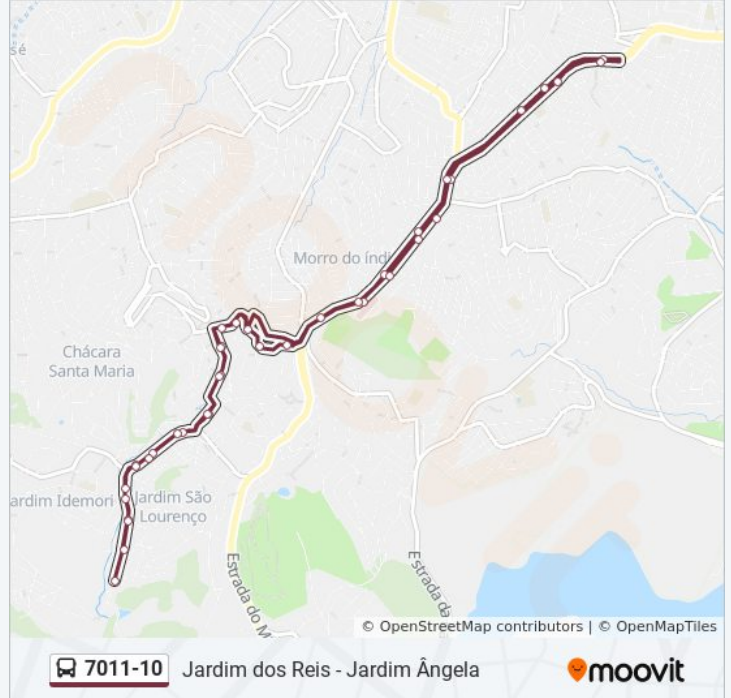 sé
Morro do índi
Chácara
Santa Maria
ardim Idemori
Jardim São
Lourenço
Estrada do M
Estrada da
© OpenStreetMap contributors | © OpenMapTiles
7011-10 Jardim dos Reis - Jardim Ângela
moovit